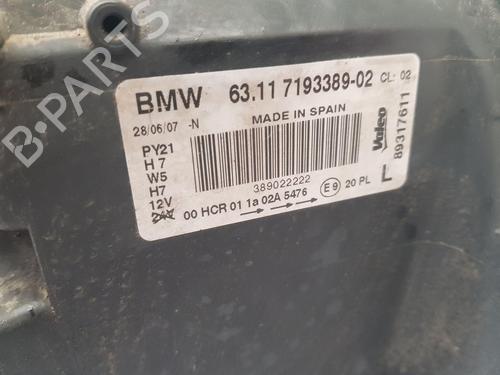 BMW 63.11 7193389-02 CL: 02
28/06/07 -N MADE IN SPAIN
PY21
H7
W5
H7
12V
24V
389022222
00 HCR 01 1a 02A 5476 E9 20 PL L
Valeo
89317611
B-PARTS